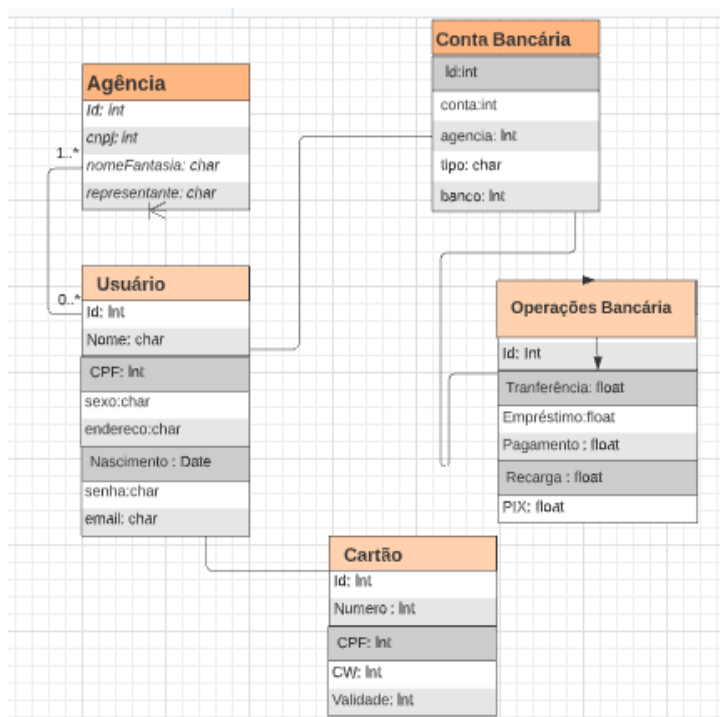 Agência
Id: int
cnpj: int
1..*
nomeFantasia: char
representante: char
Conta Bancária
Id:int
conta:int
agencia: Int
tipo: char
banco: Int
Usuário
0..*
Id: Int
Nome: char
CPF: Int
sexo:char
endereco:char
Nascimento : Date
senha:char
email: char
Operações Bancária
Id: Int
Tranferência: float
Empréstimo:float
Pagamento : float
Recarga : float
PIX: float
Cartão
Id: Int
Numero : Int
CPF: Int
CW: Int
Validade: Int